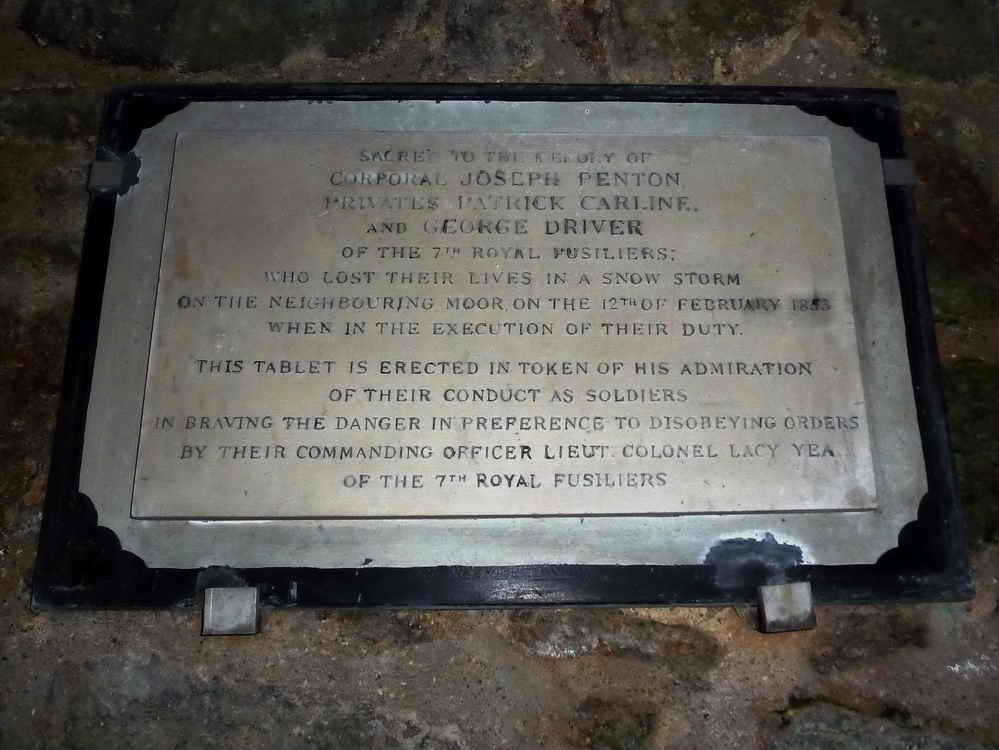 SACRED TO THE MEMORY OF
CORPORAL JOSEPH PENTON,
PRIVATES PATRICK CARLINE,
AND GEORGE DRIVER
OF THE 7TH ROYAL FUSILIERS;
WHO LOST THEIR LIVES IN A SNOW STORM
ON THE NEIGHBOURING MOOR, ON THE 12TH OF FEBRUARY 1853
WHEN IN THE EXECUTION OF THEIR DUTY.
THIS TABLET IS ERECTED IN TOKEN OF HIS ADMIRATION
OF THEIR CONDUCT AS SOLDIERS
IN BRAVING THE DANGER IN PREFERENCE TO DISOBEYING ORDERS
BY THEIR COMMANDING OFFICER LIEUT. COLONEL LACY YEA
OF THE 7TH ROYAL FUSILIERS